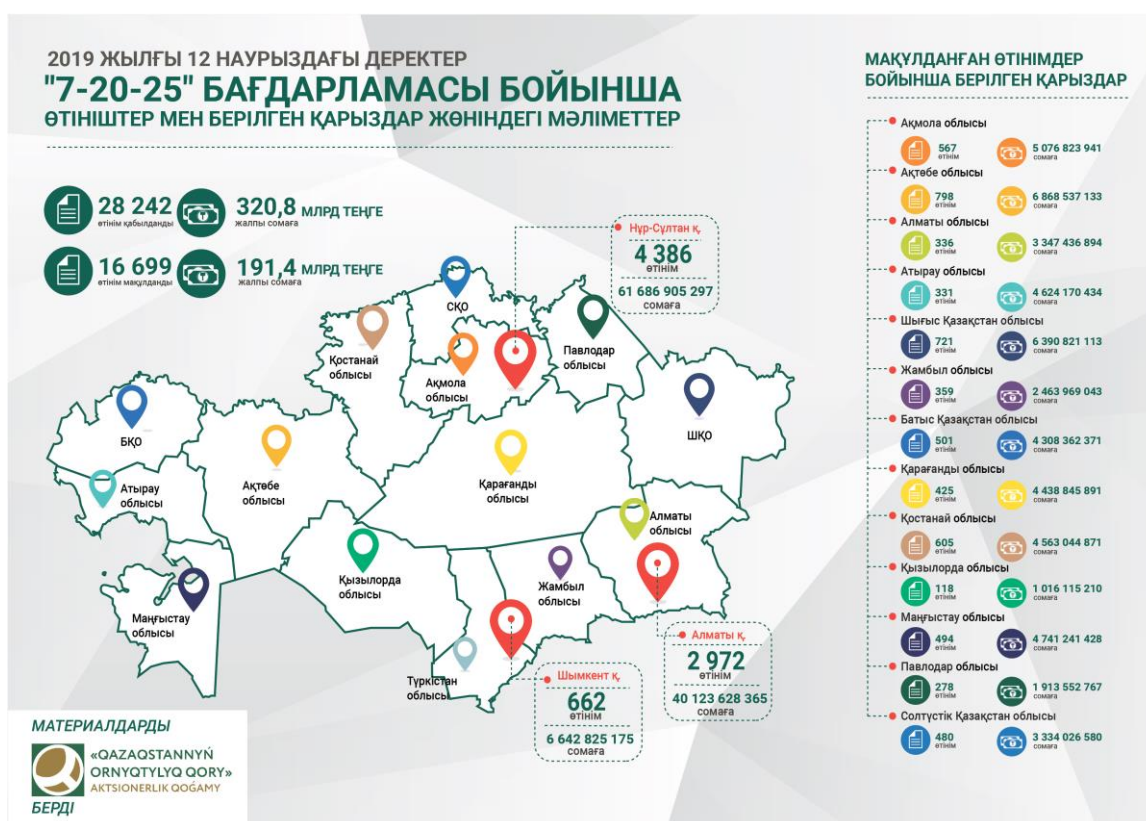 2019 ЖЫЛҒЫ 12 НАУРЫЗДАҒЫ ДЕРЕКТЕР
"7-20-25" БАҒДАРЛАМАСЫ БОЙЫНША
ӨТІНІШТЕР МЕН БЕРІЛГЕН ҚАРЫЗДАР ЖӨНІНДЕГІ МӘЛІМЕТТЕР
28 242
өтінім қабылданды
320,8 МЛРД ТЕҢГЕ
жалпы сомаға
16 699
өтінім мақұлданды
191,4 МЛРД ТЕҢГЕ
жалпы сомаға
Нұр-Сұлтан қ.
4 386
өтінім
61 686 905 297
сомаға
СҚО
Қостанай
облысы
Ақмола
облысы
Павлодар
облысы
БҚО
ШҚО
Атырау
облысы
Ақтөбе
облысы
Қарағанды
облысы
Алматы
облысы
Қызылорда
облысы
Жамбыл
облысы
Маңғыстау
облысы
Түркістан
облысы
Шымкент қ.
662
өтінім
6 642 825 175
сомаға
Алматы қ.
2 972
өтінім
40 123 628 365
сомаға
МАТЕРИАЛДАРДЫ
«QAZAQSTANNYŃ
ORNYQTYLYQ QORY»
AKTSIONERLIK QOǴAMY
БЕРДІ
МАҚҰЛДАНҒАН ӨТІНІМДЕР
БОЙЫНША БЕРІЛГЕН ҚАРЫЗДАР
Ақмола облысы
567
өтінім
5 076 823 941
сомаға
Ақтөбе облысы
798
өтінім
6 868 537 133
сомаға
Алматы облысы
336
өтінім
3 347 436 894
сомаға
Атырау облысы
331
өтінім
4 624 170 434
сомаға
Шығыс Қазақстан облысы
721
өтінім
6 390 821 113
сомаға
Жамбыл облысы
359
өтінім
2 463 969 043
сомаға
Батыс Қазақстан облысы
501
өтінім
4 308 362 371
сомаға
Қарағанды облысы
425
өтінім
4 438 845 891
сомаға
Қостанай облысы
605
өтінім
4 563 044 871
сомаға
Қызылорда облысы
118
өтінім
1 016 115 210
сомаға
Маңғыстау облысы
494
өтінім
4 741 241 428
сомаға
Павлодар облысы
278
өтінім
1 913 552 767
сомаға
Солтүстік Қазақстан облысы
480
өтінім
3 334 026 580
сомаға